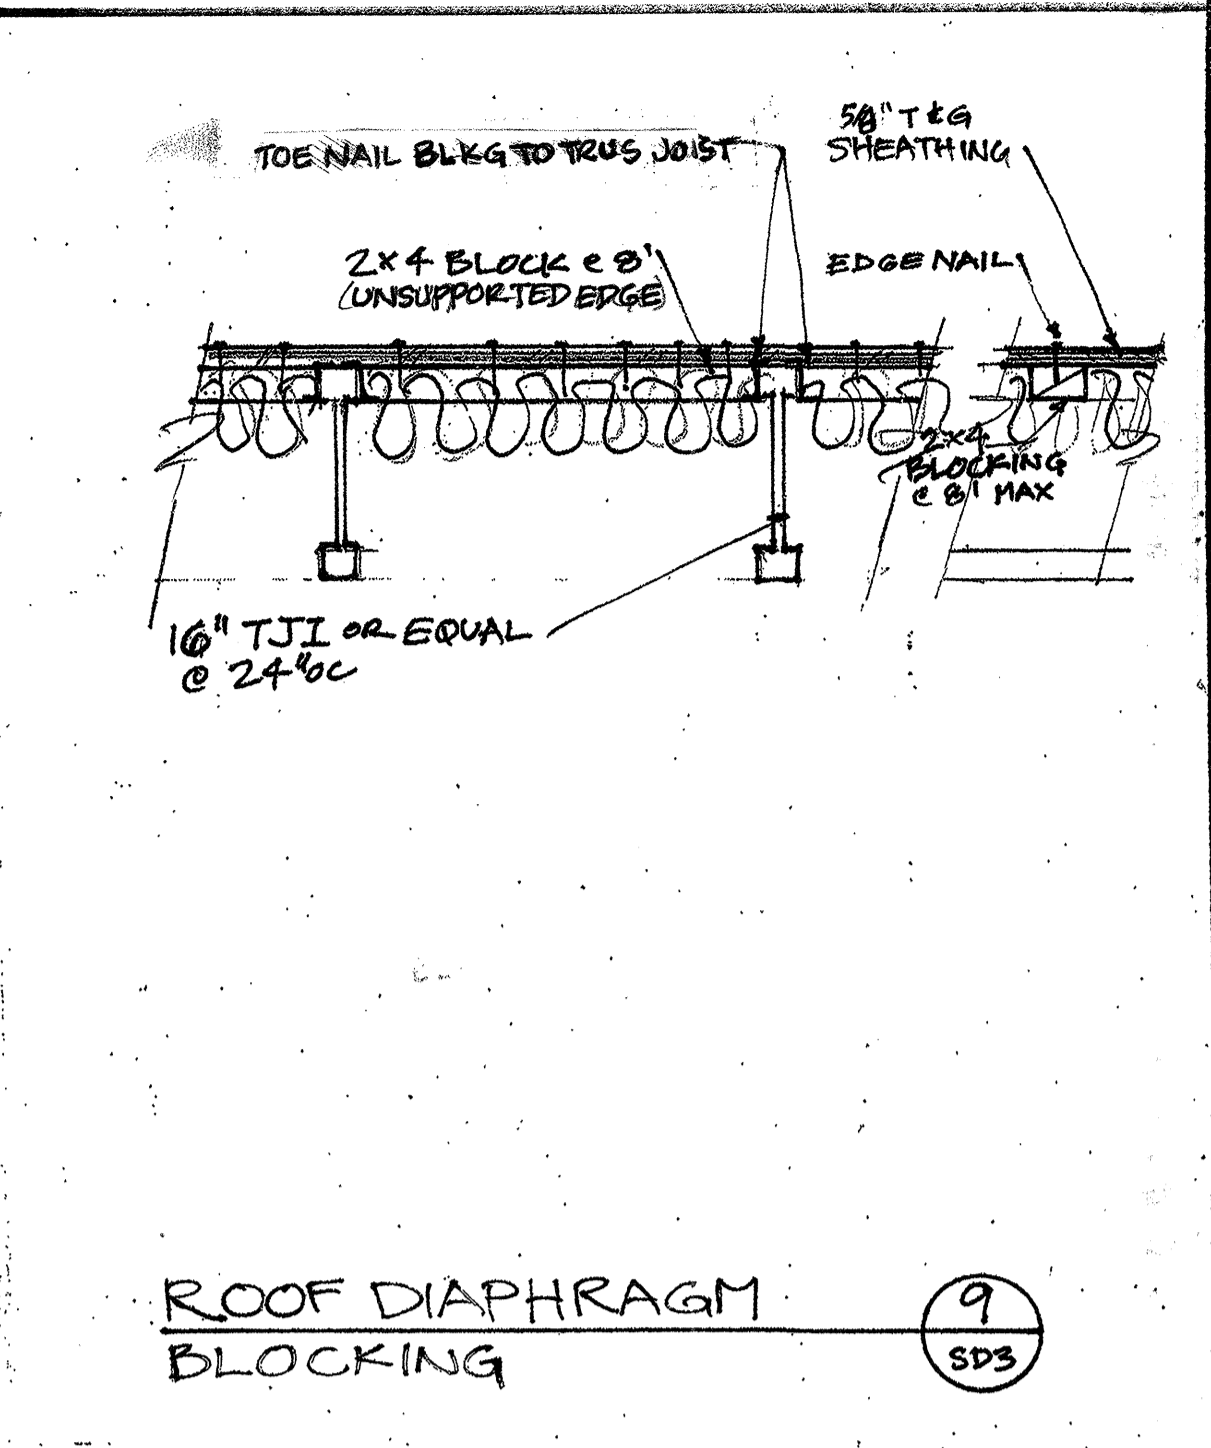 TOE NAIL BLKG TO TRUS JOIST
5/8" T&G
SHEATHING
2x4 BLOCK @ 8'
(UNSUPPORTED EDGE)
EDGE NAIL
2x4
BLOCKING
@ 8' MAX
16" TJI OR EQUAL
@ 24"OC
ROOF DIAPHRAGM
BLOCKING
9
SD3